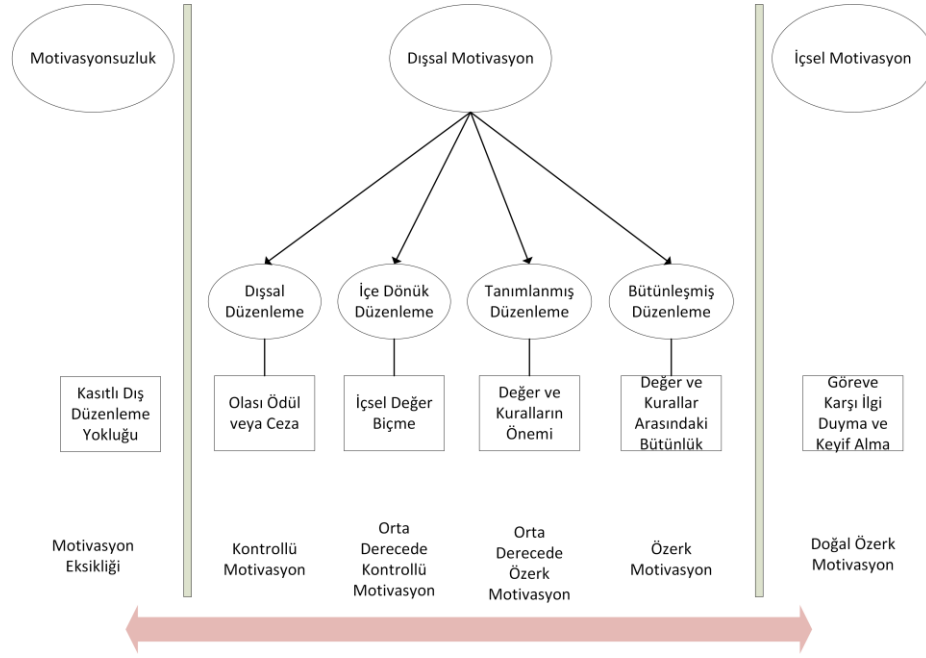 Motivasyonsuzluk
Dışsal Motivasyon
İçsel Motivasyon
Dışsal
Düzenleme
İçe Dönük
Düzenleme
Tanımlanmış
Düzenleme
Bütünleşmiş
Düzenleme
Kasıtlı Dış
Düzenleme
Yokluğu
Olası Ödül
veya Ceza
İçsel Değer
Biçme
Değer ve
Kuralların
Önemi
Değer ve
Kurallar
Arasındaki
Bütünlük
Göreve
Karşı İlgi
Duyma ve
Keyif Alma
Motivasyon
Eksikliği
Kontrollü
Motivasyon
Orta
Derecede
Kontrollü
Motivasyon
Orta
Derecede
Özerk
Motivasyon
Özerk
Motivasyon
Doğal Özerk
Motivasyon